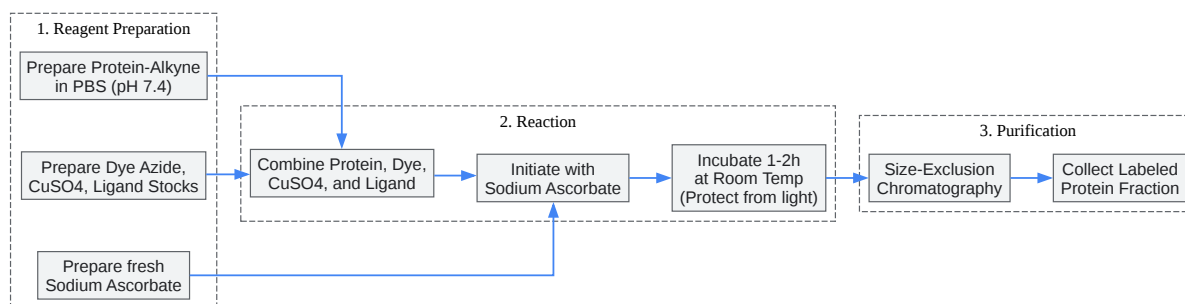 1. Reagent Preparation
Prepare Protein-Alkyne
in PBS (pH 7.4)
Prepare Dye Azide,
CuSO4, Ligand Stocks
Prepare fresh
Sodium Ascorbate
2. Reaction
Combine Protein, Dye,
CuSO4, and Ligand
Initiate with
Sodium Ascorbate
Incubate 1-2h
at Room Temp
(Protect from light)
3. Purification
Size-Exclusion
Chromatography
Collect Labeled
Protein Fraction